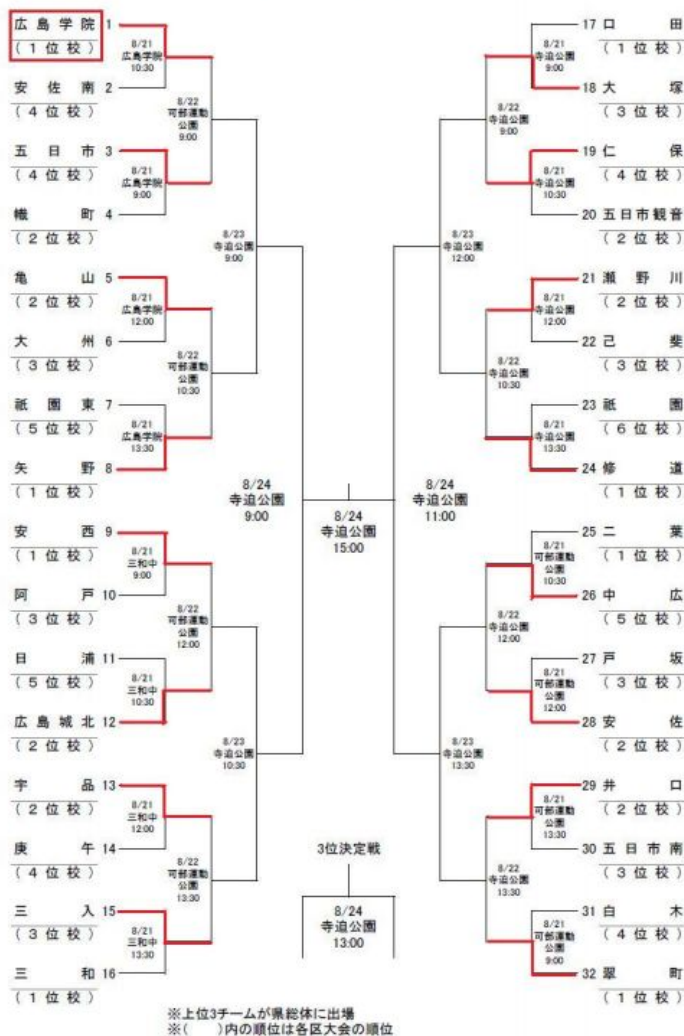 広島学院 1
(1位校)
安佐南 2
(4位校)
五日市 3
(4位校)
幟町 4
(2位校)
亀山 5
(2位校)
大州 6
(3位校)
祇園東 7
(5位校)
矢野 8
(1位校)
安西 9
(1位校)
阿戸 10
(3位校)
日浦 11
(5位校)
広島城北 12
(2位校)
宇品 13
(2位校)
庚午 14
(4位校)
三入 15
(3位校)
三和 16
(1位校)
8/21
広島学院
10:30
8/21
広島学院
9:00
8/21
広島学院
12:00
8/21
広島学院
13:30
8/21
三和中
9:00
8/21
三和中
10:30
8/21
三和中
12:00
8/21
三和中
13:30
8/22
可部運動
公園
9:00
8/22
可部運動
公園
10:30
8/22
可部運動
公園
12:00
8/22
可部運動
公園
13:30
8/23
寺迫公園
9:00
8/23
寺迫公園
10:30
8/24
寺迫公園
9:00
8/24
寺迫公園
15:00
8/24
寺迫公園
11:00
3位決定戦
8/24
寺迫公園
13:00
8/23
寺迫公園
12:00
8/23
寺迫公園
13:30
8/22
寺迫公園
9:00
8/22
寺迫公園
10:30
8/22
寺迫公園
12:00
8/22
寺迫公園
13:30
8/21
寺迫公園
9:00
8/21
寺迫公園
10:30
8/21
寺迫公園
12:00
8/21
寺迫公園
13:30
8/21
可部運動
公園
10:30
8/21
可部運動
公園
12:00
8/21
可部運動
公園
13:30
8/21
可部運動
公園
9:00
17 口田
(1位校)
18 大塚
(3位校)
19 仁保
(4位校)
20 五日市観音
(2位校)
21 瀬野川
(2位校)
22 己斐
(3位校)
23 祇園
(6位校)
24 修道
(1位校)
25 二葉
(1位校)
26 中広
(5位校)
27 戸坂
(3位校)
28 安佐
(2位校)
29 井口
(2位校)
30 五日市南
(3位校)
31 白木
(4位校)
32 翠町
(1位校)
※上位3チームが県総体に出場
※( )内の順位は各区大会の順位